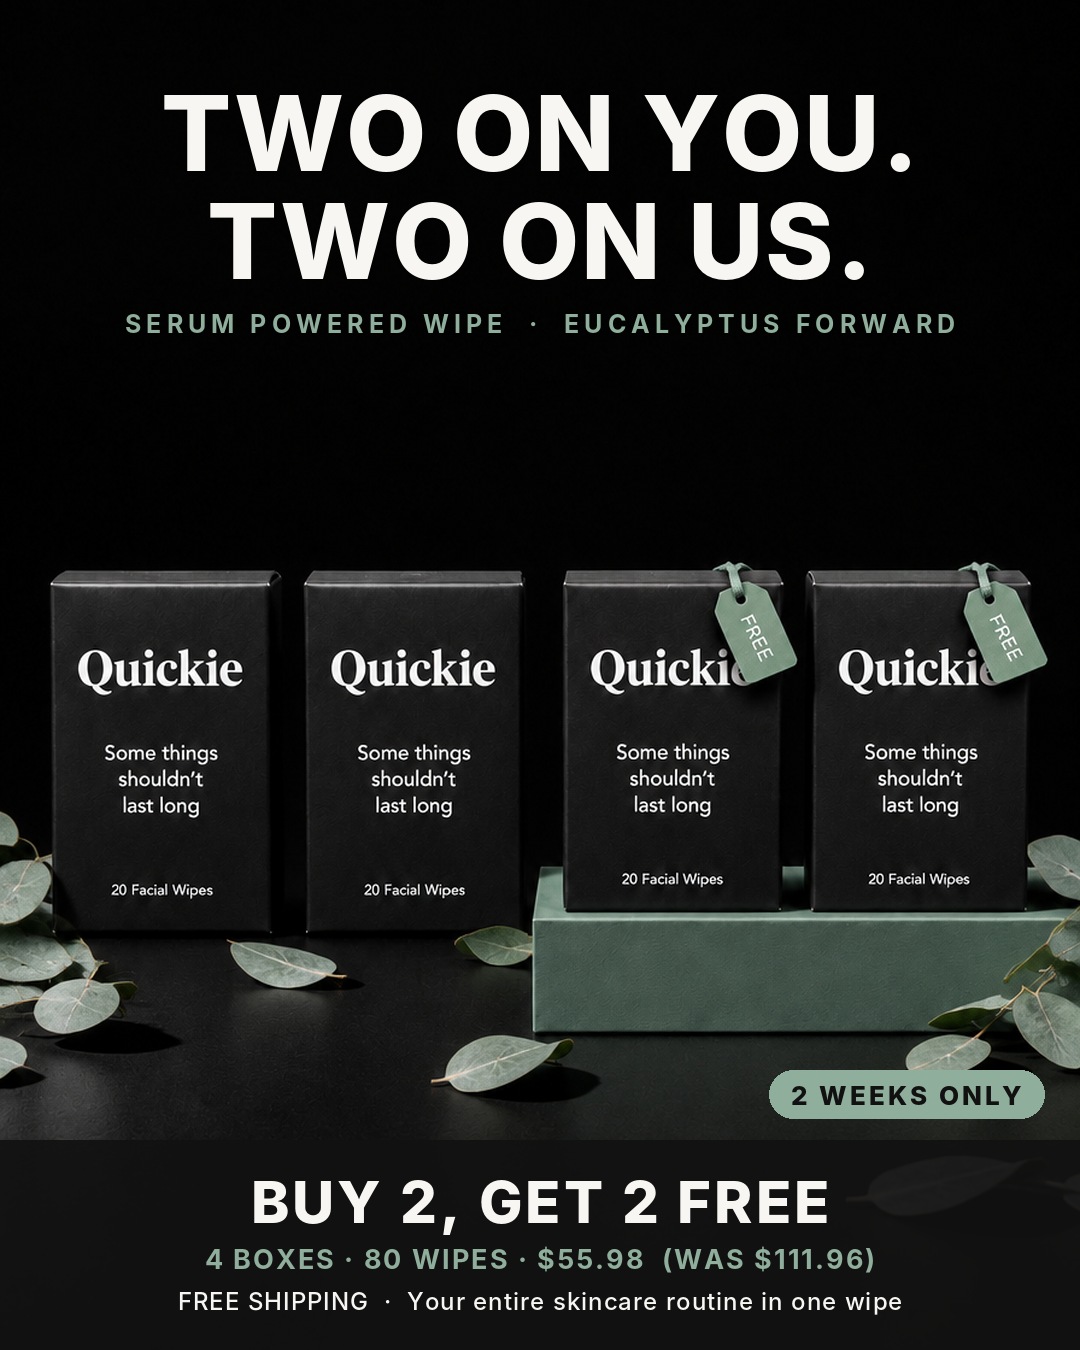 TWO ON YOU.
TWO ON US.
SERUM POWERED WIPE · EUCALYPTUS FORWARD
Quickie
Some things
shouldn't
last long
20 Facial Wipes
Quickie
Some things
shouldn't
last long
20 Facial Wipes
FREE
Quickie
Some things
shouldn't
last long
20 Facial Wipes
FREE
Quickie
Some things
shouldn't
last long
20 Facial Wipes
2 WEEKS ONLY
BUY 2, GET 2 FREE
4 BOXES · 80 WIPES · $55.98 (WAS $111.96)
FREE SHIPPING · Your entire skincare routine in one wipe